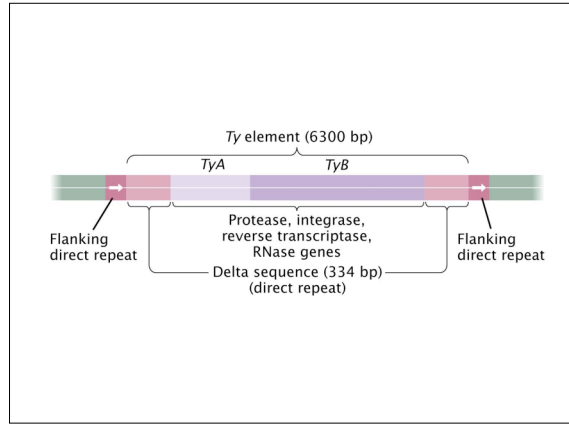 Ty element (6300 bp)
TyA
TyB
Flanking
direct repeat
Protease, integrase,
reverse transcriptase,
RNase genes
Flanking
direct repeat
Delta sequence (334 bp)
(direct repeat)